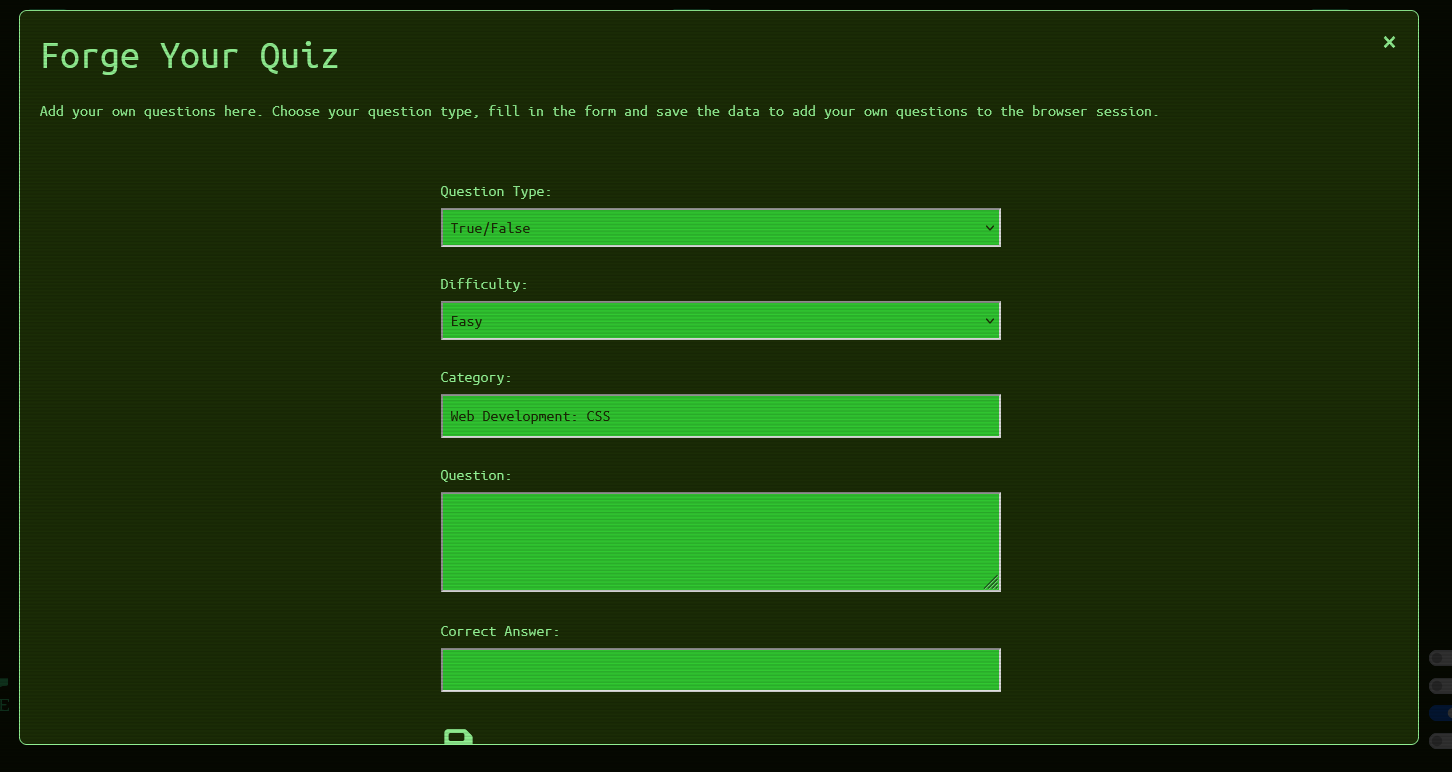 Forge Your Quiz
×
Add your own questions here. Choose your question type, fill in the form and save the data to add your own questions to the browser session.
Question Type:
True/False
Difficulty:
Easy
Category:
Web Development: CSS
Question:
Correct Answer:
E